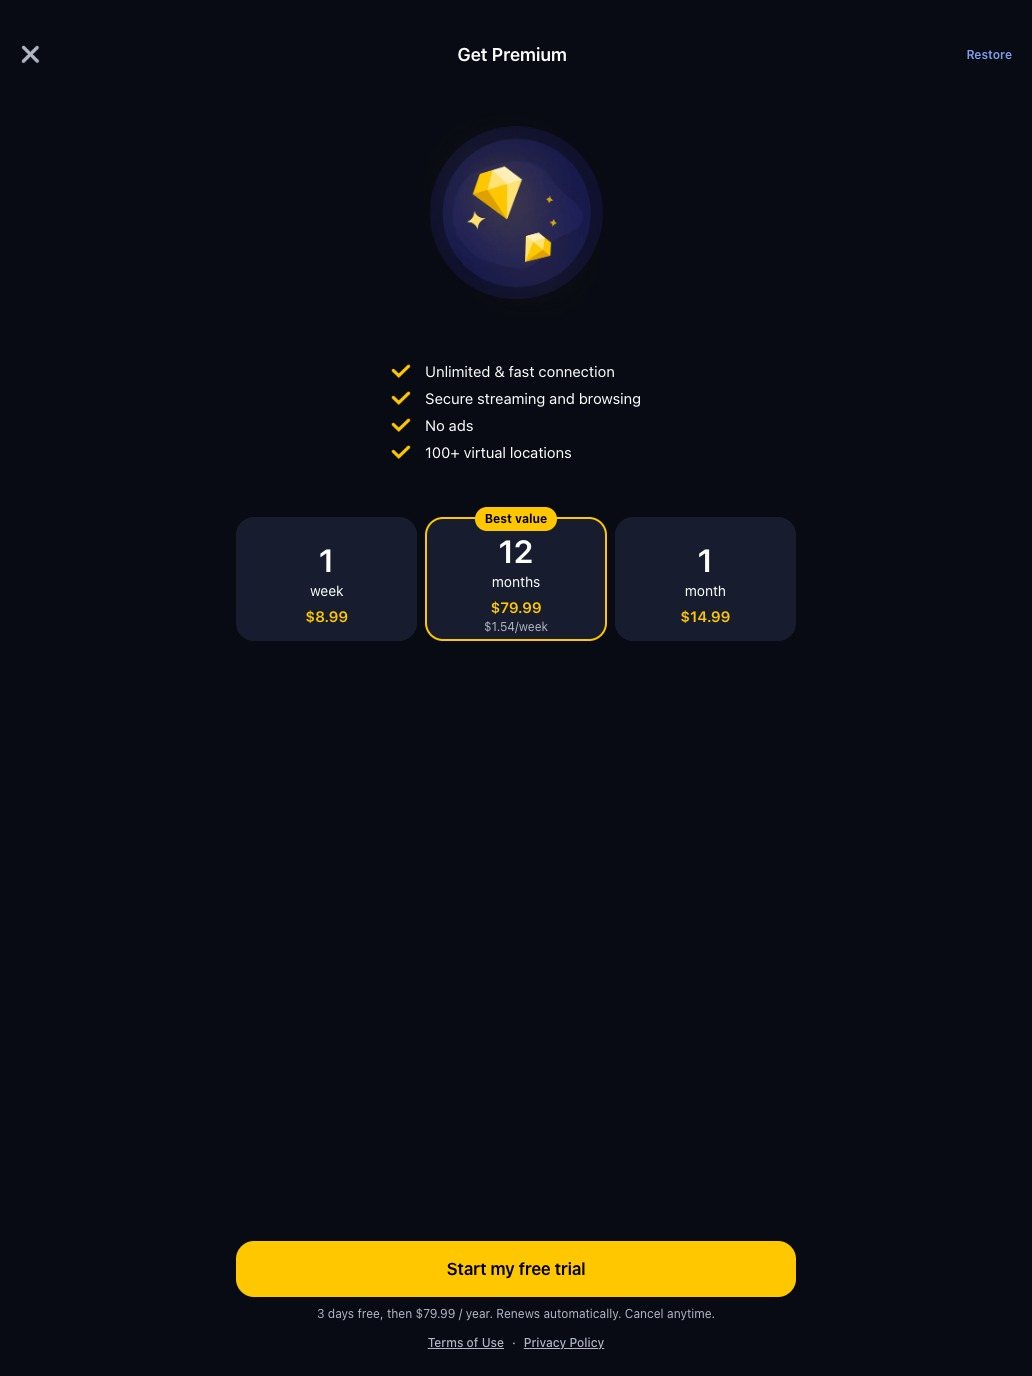 Get Premium
Restore
Unlimited & fast connection
Secure streaming and browsing
No ads
100+ virtual locations
1
week
$8.99
Best value
12
months
$79.99
$1.54/week
1
month
$14.99
Start my free trial
3 days free, then $79.99 / year. Renews automatically. Cancel anytime.
Terms of Use · Privacy Policy